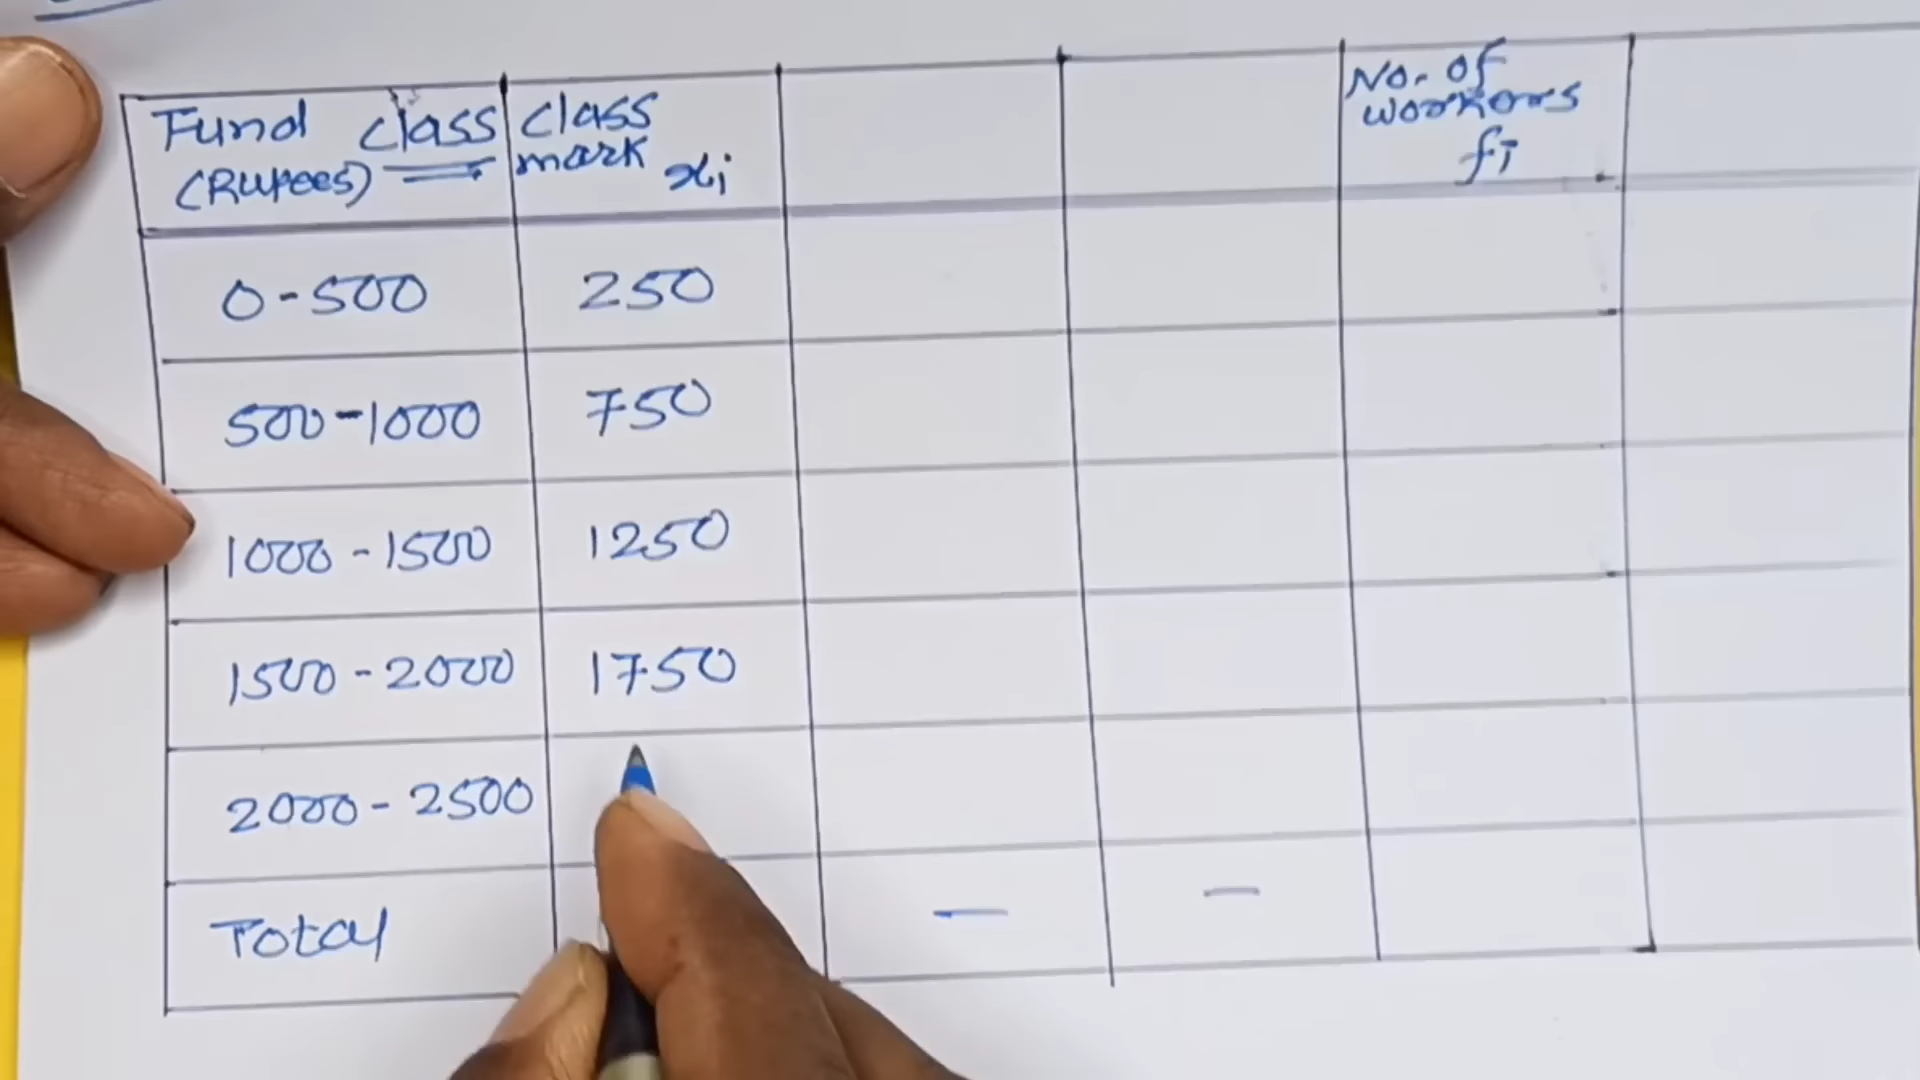 Fund class
(Rupees)
class
mark xi
No. of
workers
fi
0-500 250
500-1000 750
1000-1500 1250
1500-2000 1750
2000-2500
Total — —